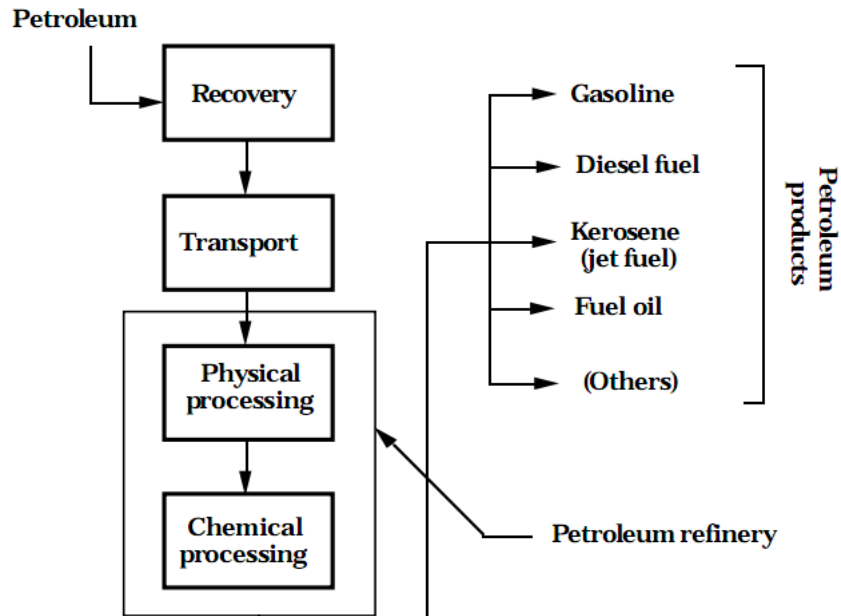 Petroleum
Recovery
Transport
Physical
processing
Chemical
processing
Gasoline
Diesel fuel
Kerosene
(jet fuel)
Fuel oil
(Others)
Petroleum
products
Petroleum refinery